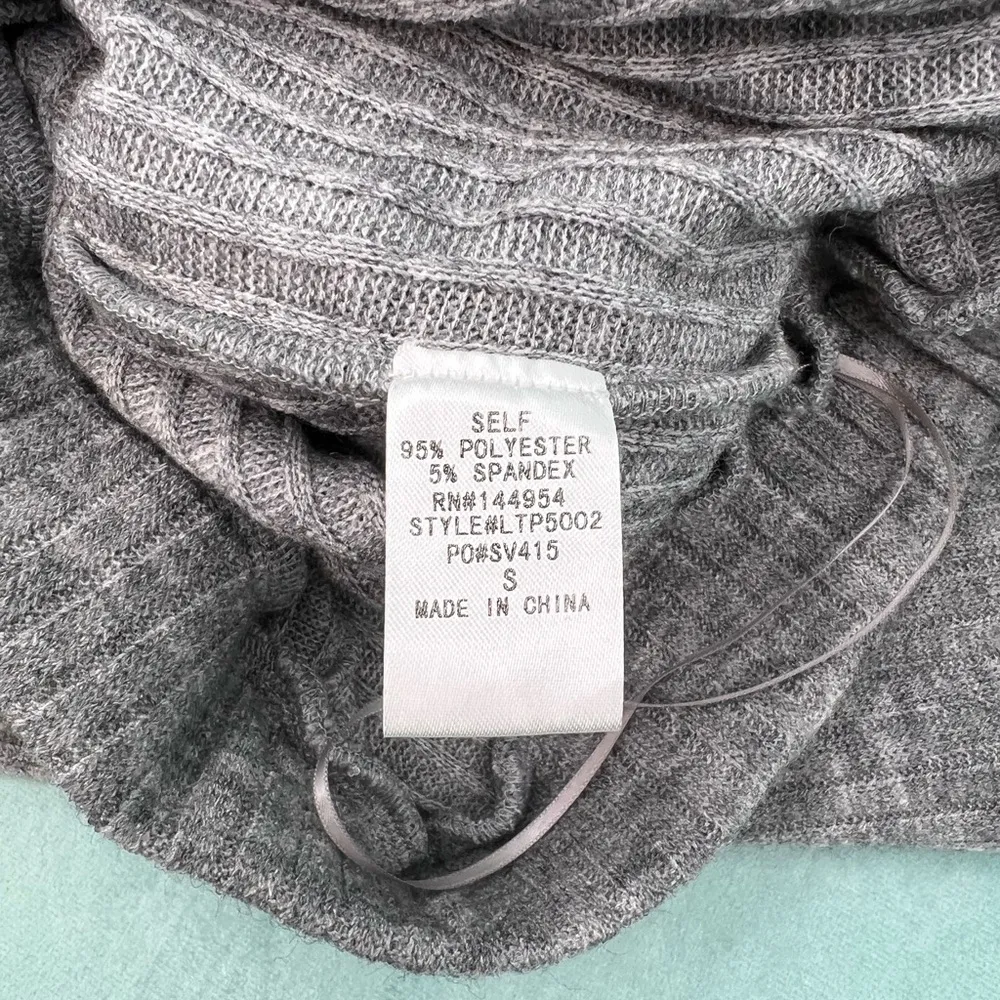 SELF
95% POLYESTER
5% SPANDEX
RN#144954
STYLE#LTP5002
PO#SV415
S
MADE IN CHINA